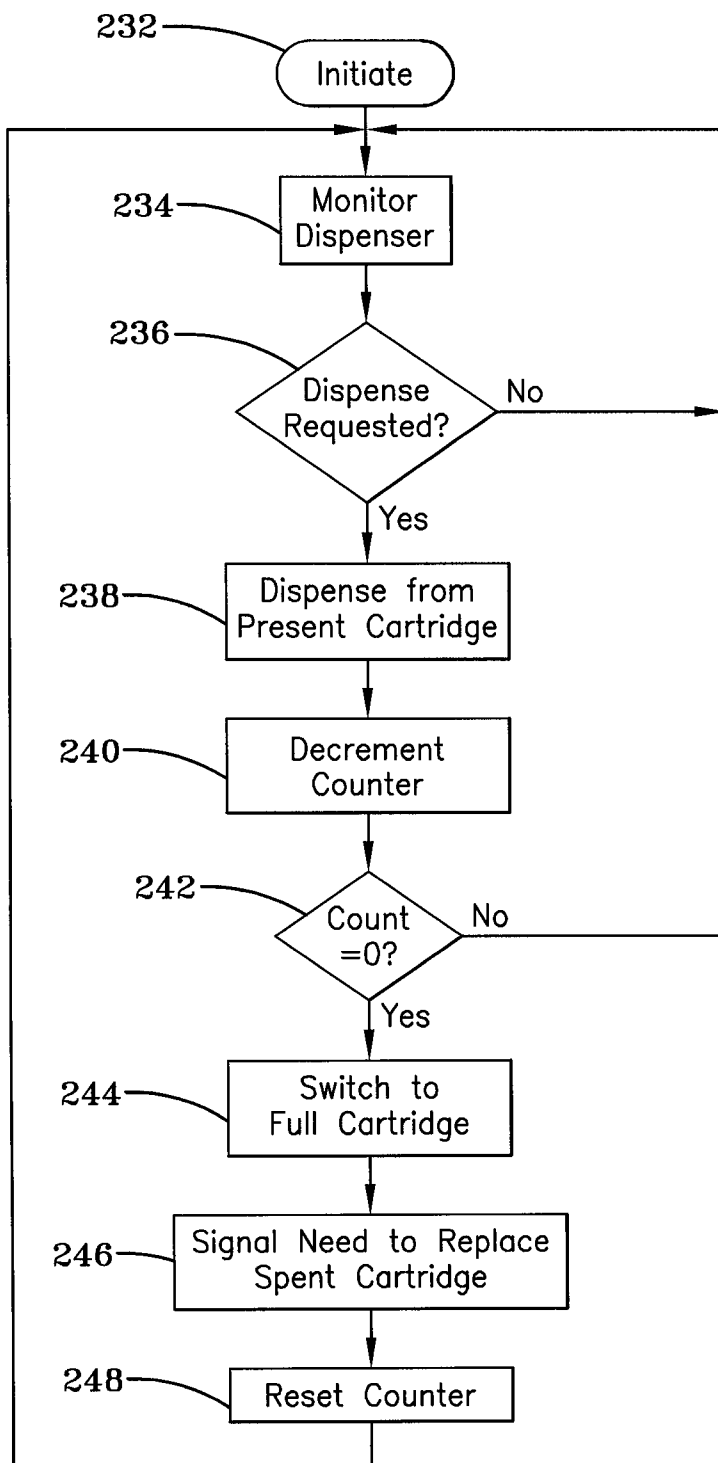 232
Initiate
234
Monitor
Dispenser
236
Dispense
Requested?
No
Yes
238
Dispense from
Present Cartridge
240
Decrement
Counter
242
Count
=0?
No
Yes
244
Switch to
Full Cartridge
246
Signal Need to Replace
Spent Cartridge
248
Reset Counter